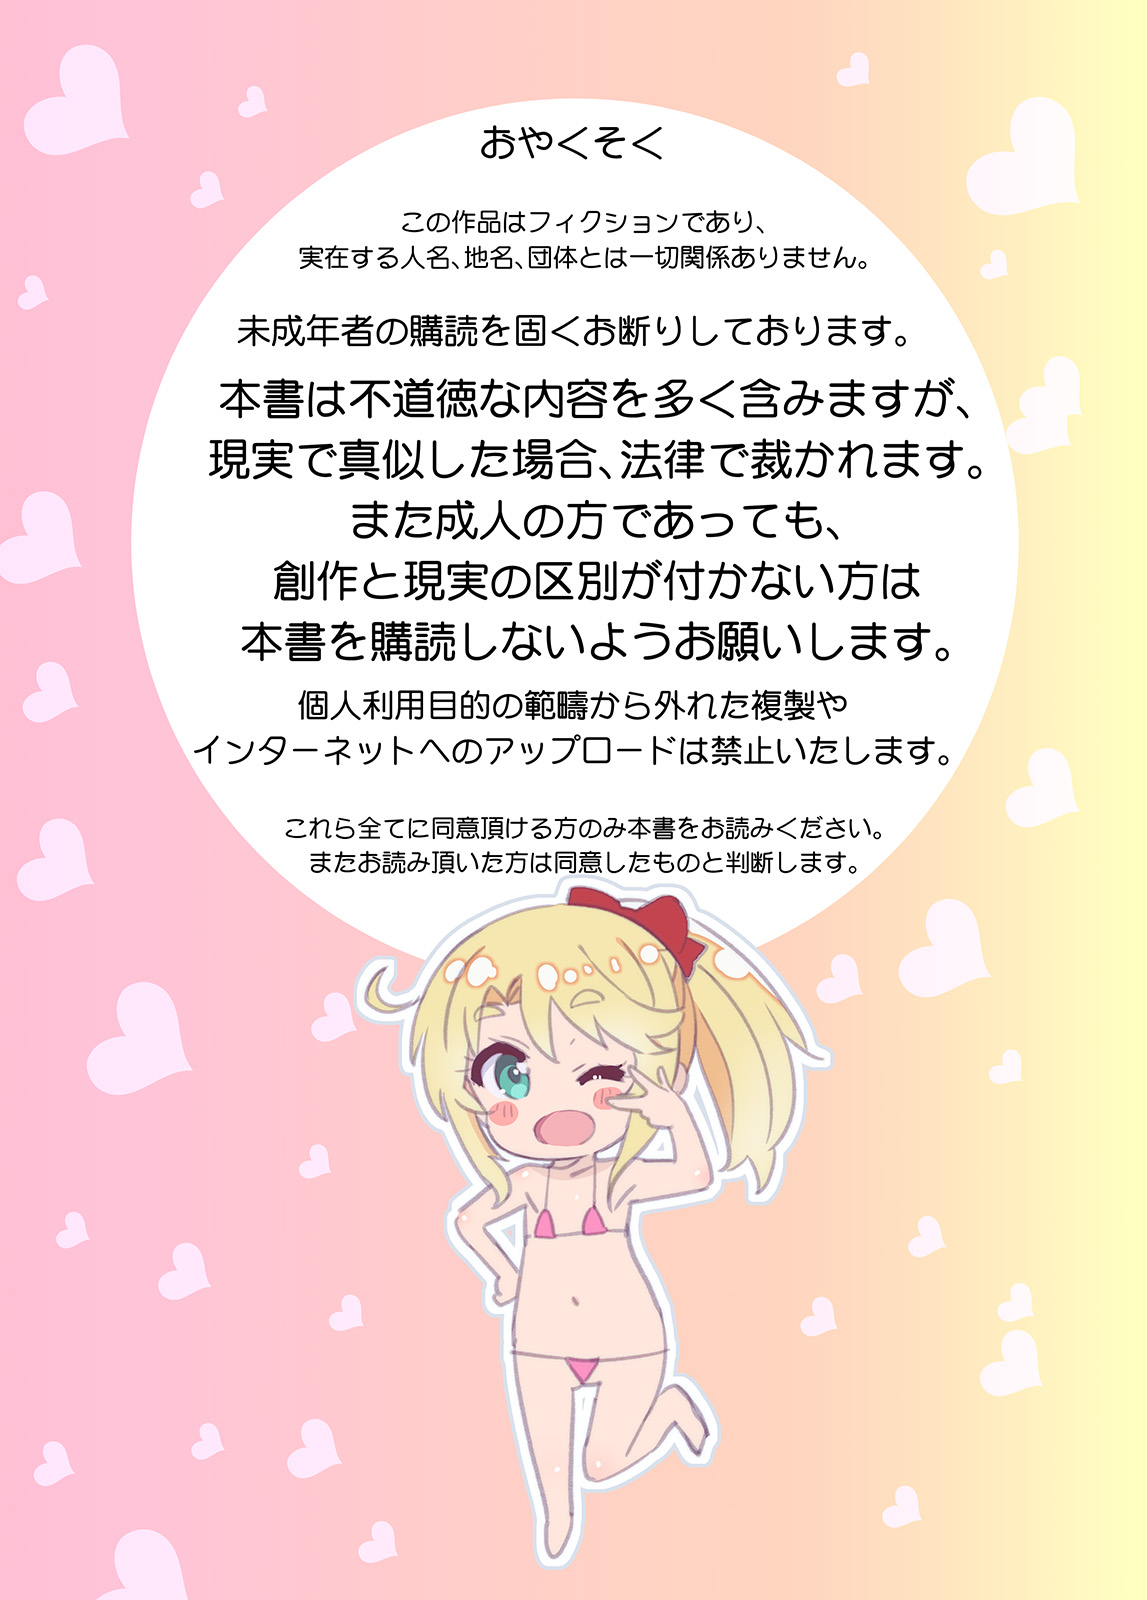 おやくそく
この作品はフィクションであり、
実在する人名、地名、団体とは一切関係ありません。
未成年者の購読を固くお断りしております。
本書は不道徳な内容を多く含みますが、
現実で真似した場合、法律で裁かれます。
また成人の方であっても、
創作と現実の区別が付かない方は
本書を購読しないようお願いします。
個人利用目的の範疇から外れた複製や
インターネットへのアップロードは禁止いたします。
これら全てに同意頂ける方のみ本書をお読みください。
またお読み頂いた方は同意したものと判断します。